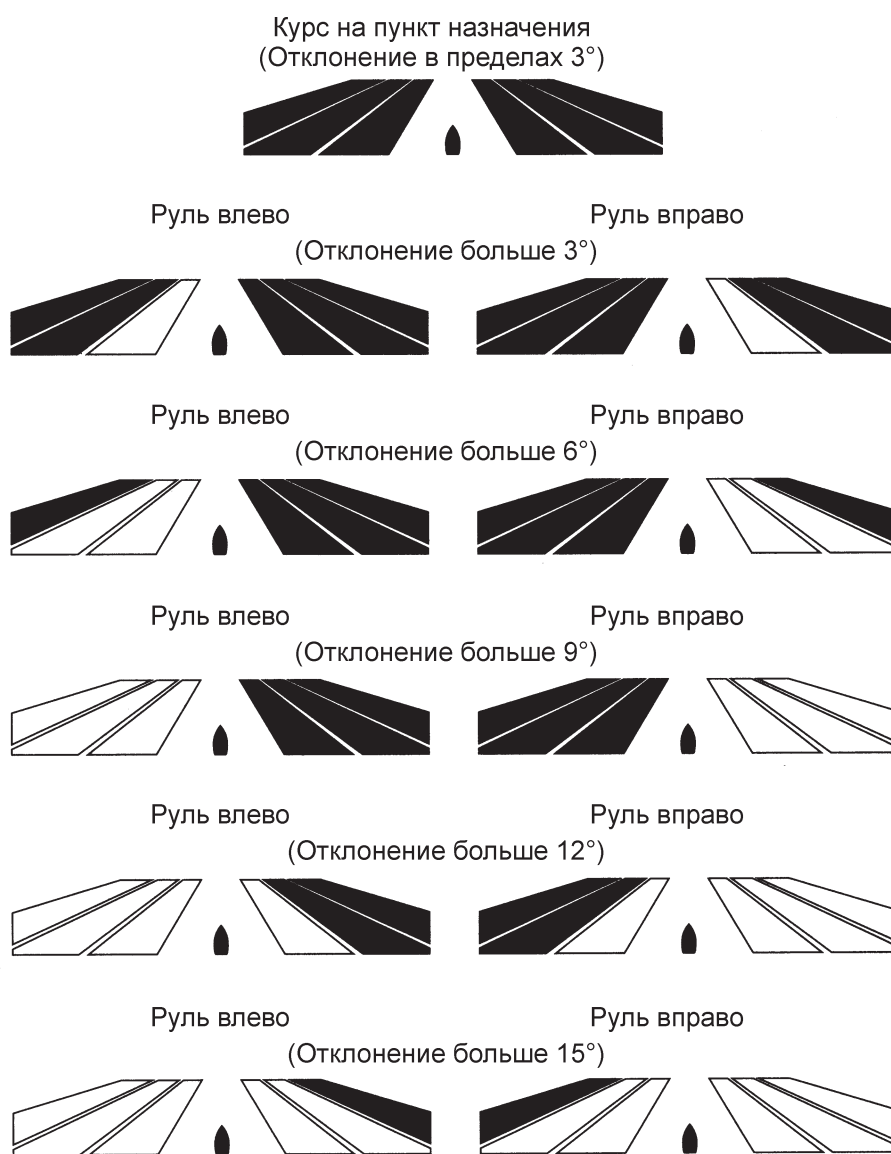 Курс на пункт назначения
(Отклонение в пределах 3°)
Руль влево
Руль вправо
(Отклонение больше 3°)
Руль влево
Руль вправо
(Отклонение больше 6°)
Руль влево
Руль вправо
(Отклонение больше 9°)
Руль влево
Руль вправо
(Отклонение больше 12°)
Руль влево
Руль вправо
(Отклонение больше 15°)